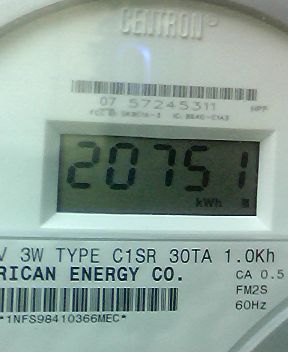 CENTRON®
07 57245311
20751
kWh
V 3W TYPE C1SR 30TA 1.0Kh
RICAN ENERGY CO.
CA 0.5
FM2S
60Hz
*1NFS98410366MEC*